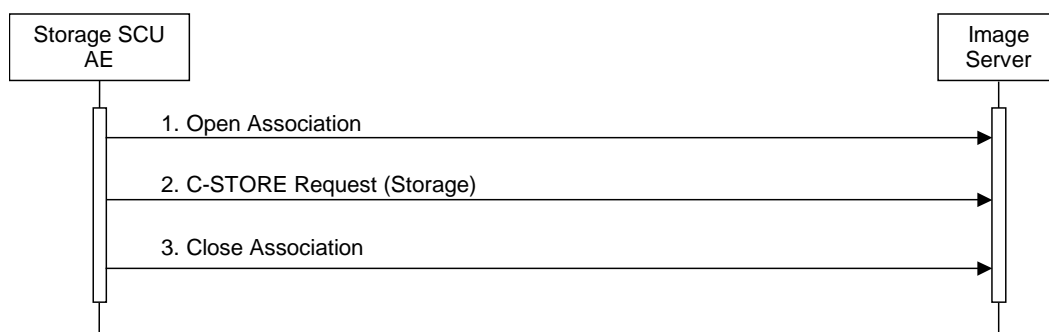 Storage SCU
AE
Image
Server
1. Open Association
2. C-STORE Request (Storage)
3. Close Association